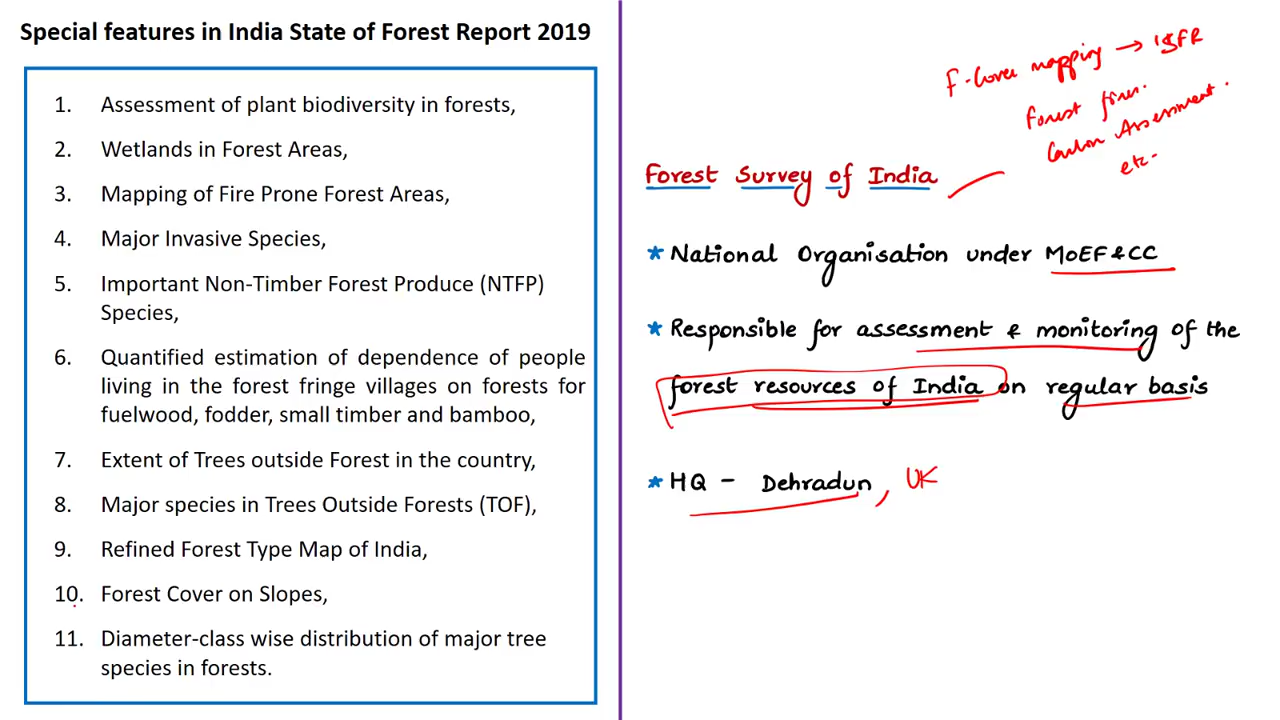 Special features in India State of Forest Report 2019
1. Assessment of plant biodiversity in forests,
2. Wetlands in Forest Areas,
3. Mapping of Fire Prone Forest Areas,
4. Major Invasive Species,
5. Important Non-Timber Forest Produce (NTFP)
Species,
6. Quantified estimation of dependence of people
living in the forest fringe villages on forests for
fuelwood, fodder, small timber and bamboo,
7. Extent of Trees outside Forest in the country,
8. Major species in Trees Outside Forests (TOF),
9. Refined Forest Type Map of India,
10. Forest Cover on Slopes,
11. Diameter-class wise distribution of major tree
species in forests.
F-Cover mapping → ISFR
Forest fires.
Carbon Assessment.
etc-
Forest Survey of India
* National Organisation under MoEF&CC
* Responsible for assessment & monitoring of the
forest resources of India on regular basis
* HQ - Dehradun, UK